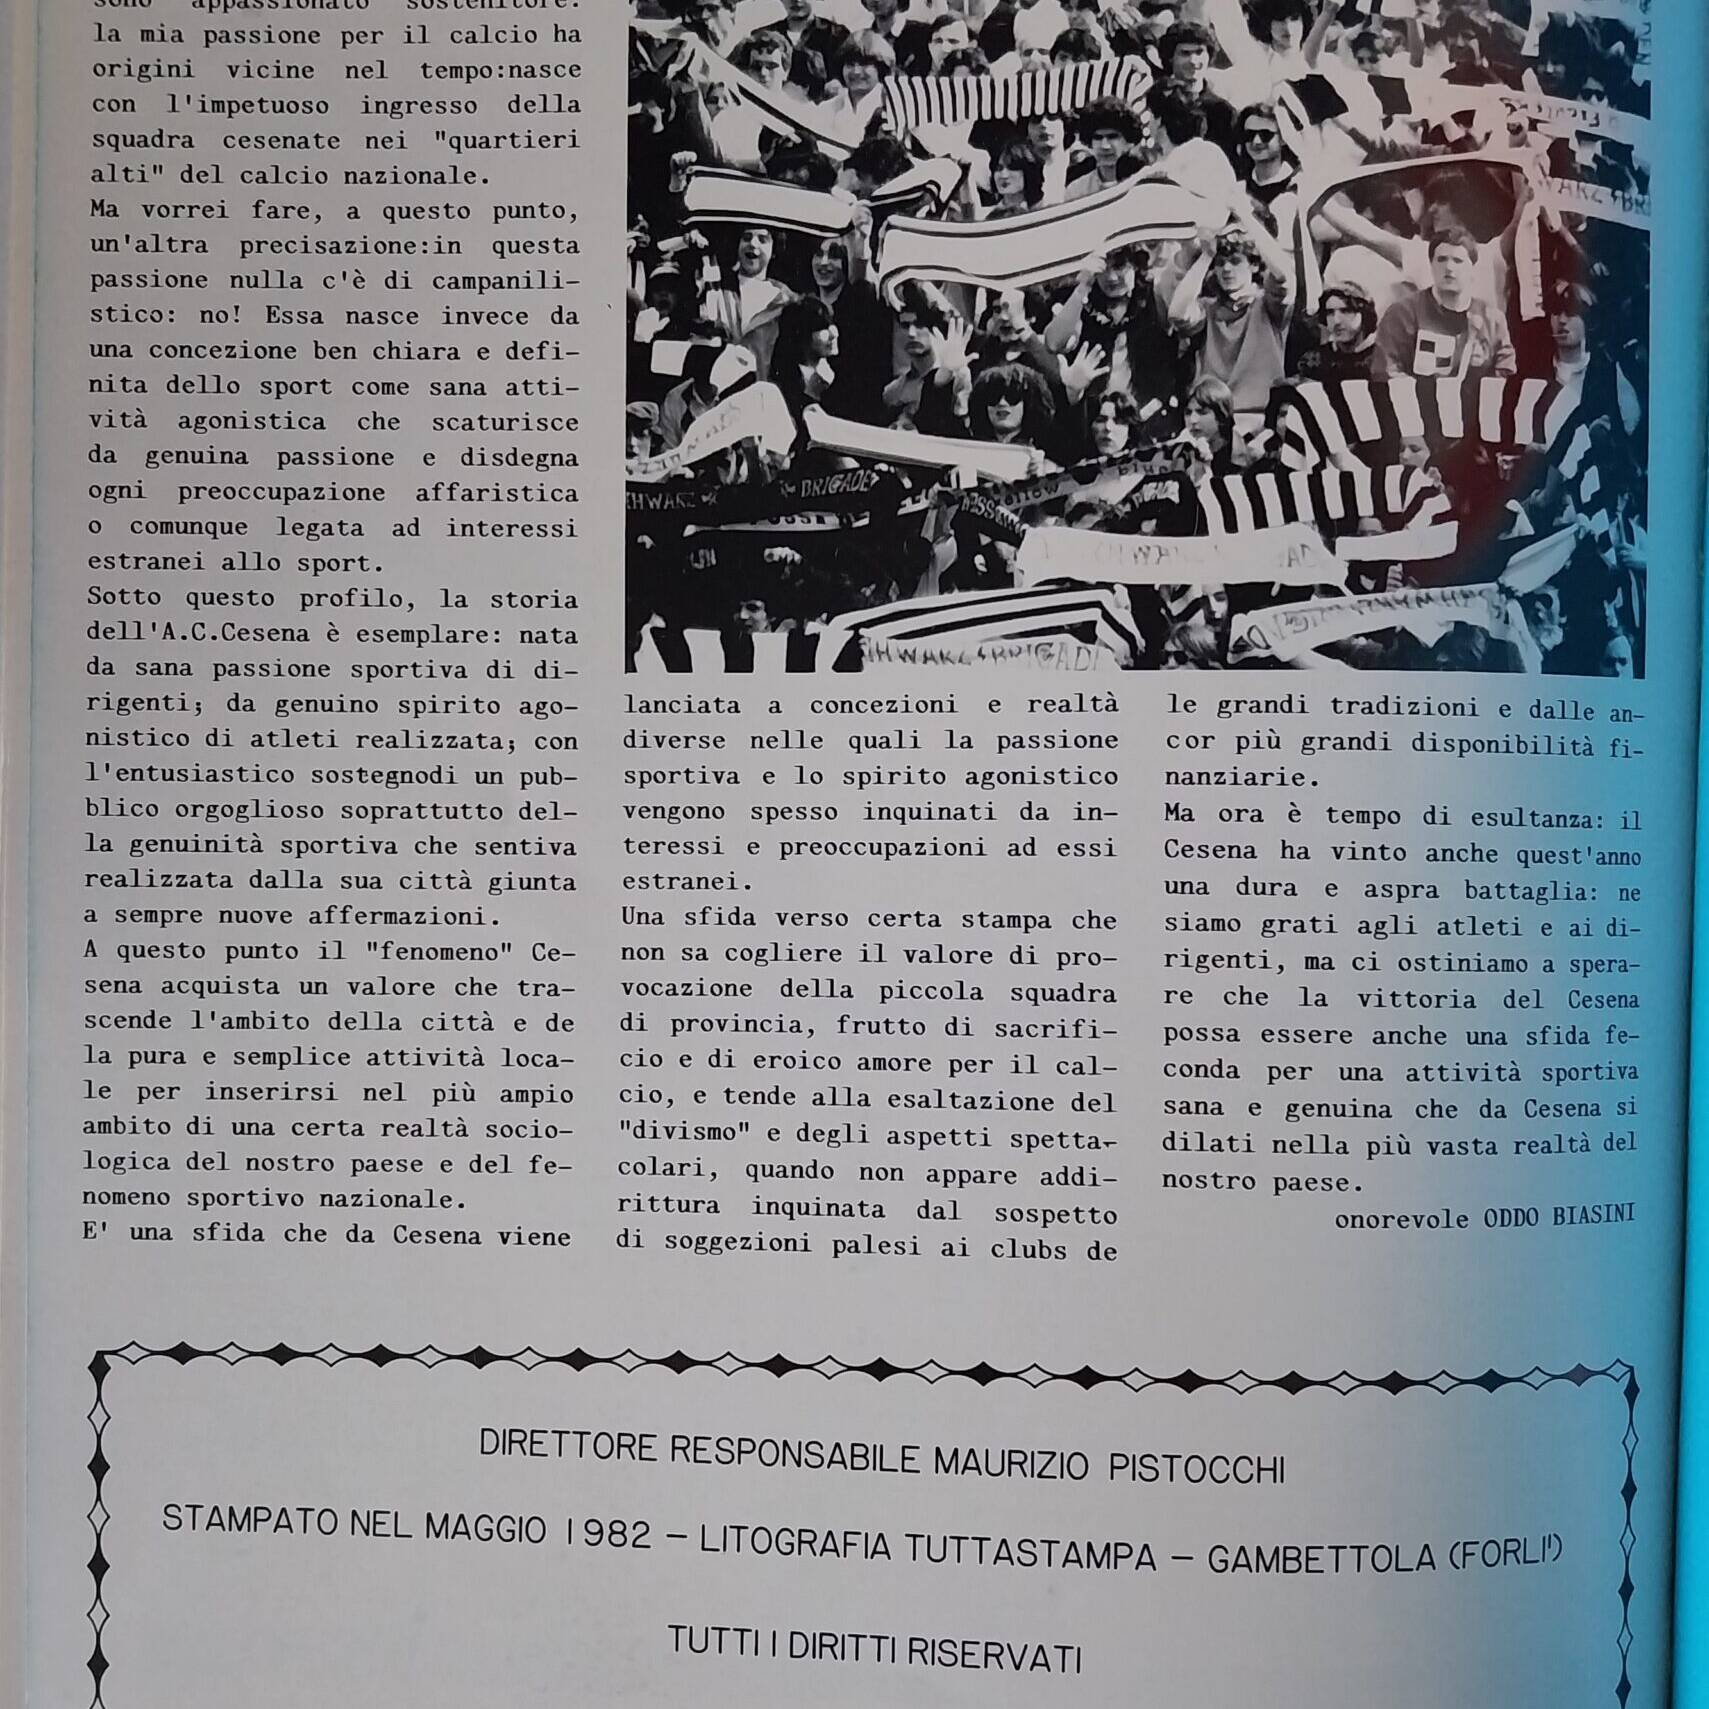 sono appassionato sostenitore.
la mia passione per il calcio ha
origini vicine nel tempo:nasce
con l'impetuoso ingresso della
squadra cesenate nei "quartieri
alti" del calcio nazionale.
Ma vorrei fare, a questo punto,
un'altra precisazione:in questa
passione nulla c'è di campanili-
stico: no! Essa nasce invece da
una concezione ben chiara e defi-
nita dello sport come sana atti-
vità agonistica che scaturisce
da genuina passione e disdegna
ogni preoccupazione affaristica
o comunque legata ad interessi
estranei allo sport.
Sotto questo profilo, la storia
dell'A.C.Cesena è esemplare: nata
da sana passione sportiva di di-
rigenti; da genuino spirito ago-
nistico di atleti realizzata; con
l'entusiastico sostegnodi un pub-
blico orgoglioso soprattutto del-
la genuinità sportiva che sentiva
realizzata dalla sua città giunta
a sempre nuove affermazioni.
A questo punto il "fenomeno" Ce-
sena acquista un valore che tra-
scende l'ambito della città e de
la pura e semplice attività loca-
le per inserirsi nel più ampio
ambito di una certa realtà socio-
logica del nostro paese e del fe-
nomeno sportivo nazionale.
E' una sfida che da Cesena viene
BRIGADE
HWARZ
lanciata a concezioni e realtà
diverse nelle quali la passione
sportiva e lo spirito agonistico
vengono spesso inquinati da in-
teressi e preoccupazioni ad essi
estranei.
Una sfida verso certa stampa che
non sa cogliere il valore di pro-
vocazione della piccola squadra
di provincia, frutto di sacrifi-
cio e di eroico amore per il cal-
cio, e tende alla esaltazione del
"divismo" e degli aspetti spetta-
colari, quando non appare addi-
rittura inquinata dal sospetto
di soggezioni palesi ai clubs de
le grandi tradizioni e dalle an-
cor più grandi disponibilità fi-
nanziarie.
Ma ora è tempo di esultanza: il
Cesena ha vinto anche quest'anno
una dura e aspra battaglia: ne
siamo grati agli atleti e ai di-
rigenti, ma ci ostiniamo a spera-
re che la vittoria del Cesena
possa essere anche una sfida fe-
conda per una attività sportiva
sana e genuina che da Cesena si
dilati nella più vasta realtà del
nostro paese.
onorevole ODDO BIASINI
DIRETTORE RESPONSABILE MAURIZIO PISTOCCHI
STAMPATO NEL MAGGIO 1982 – LITOGRAFIA TUTTASTAMPA – GAMBETTOLA (FORLI')
TUTTI I DIRITTI RISERVATI